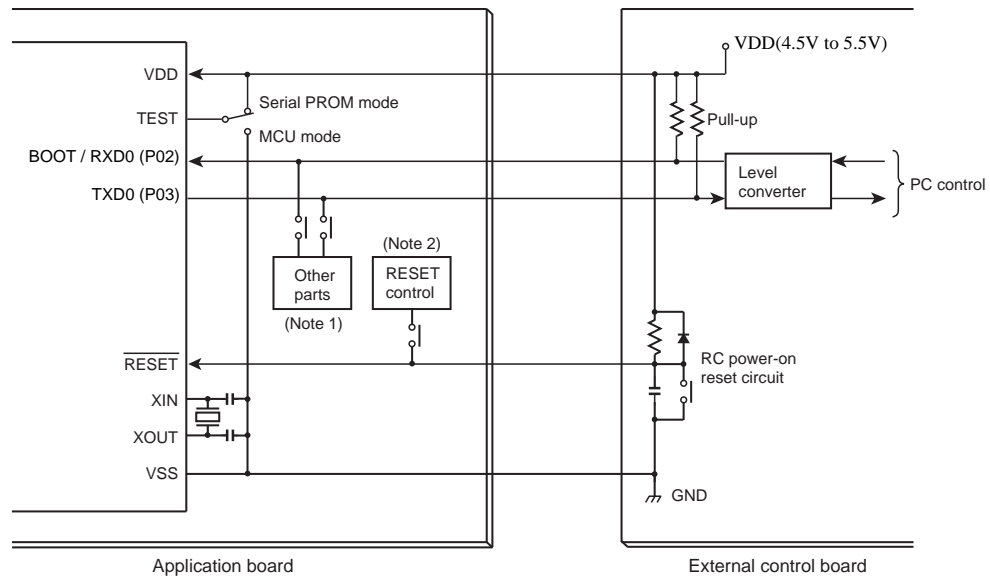 VDD(4.5V to 5.5V)
VDD
Serial PROM mode
TEST
MCU mode
Pull-up
BOOT / RXD0 (P02)
TXD0 (P03)
Level
converter
PC control
(Note 2)
Other
parts
RESET
control
(Note 1)
RESET
RC power-on
reset circuit
XIN
XOUT
VSS
GND
Application board
External control board